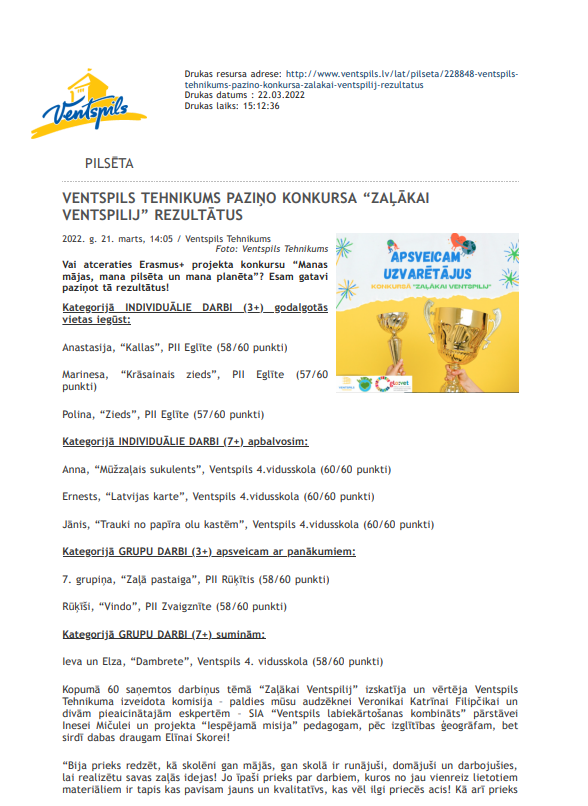 Ventspils
Drukas resursa adrese: http://www.ventspils.lv/lat/pilseta/228848-ventspils-
tehnikums-pazino-konkursa-zalakai-ventspilij-rezultatus
Drukas datums : 22.03.2022
Drukas laiks: 15:12:36
PILSĒTA
VENTSPILS TEHNIKUMS PAZIŅO KONKURSA “ZAĻĀKAI
VENTSPILIJ” REZULTĀTUS
2022. g. 21. marts, 14:05 / Ventspils Tehnikums
Foto: Ventspils Tehnikums
APSVEICAM
UZVARĒTĀJUS
KONKURSĀ "ZAĻĀKAI VENTSPILIJ"
Vai atceraties Erasmus+ projekta konkursu “Manas
mājas, mana pilsēta un mana planēta”? Esam gatavi
paziņot tā rezultātus!
Kategorijā INDIVIDUĀLIE DARBI (3+) godalgotās
vietas iegūst:
Anastasija, “Kallas”, PII Eglīte (58/60 punkti)
Marinesa, “Krāsainais zieds”, PII Eglīte (57/60
punkti)
Polina, “Zieds”, PII Eglīte (57/60 punkti)
Kategorijā INDIVIDUĀLIE DARBI (7+) apbalvosim:
Anna, “Mūžzaļais sukulents”, Ventspils 4.vidusskola (60/60 punkti)
Ernests, “Latvijas karte”, Ventspils 4.vidusskola (60/60 punkti)
Jānis, “Trauki no papīra olu kastēm”, Ventspils 4.vidusskola (60/60 punkti)
Kategorijā GRUPU DARBI (3+) apsveicam ar panākumiem:
7. grupiņa, “Zaļā pastaiga”, PII Rūķītis (58/60 punkti)
Rūķīši, “Vindo”, PII Zvaigznīte (58/60 punkti)
Kategorijā GRUPU DARBI (7+) suminām:
Ieva un Elza, “Dambrete”, Ventspils 4. vidusskola (58/60 punkti)
Kopumā 60 saņemtos darbiņus tēmā “Zaļākai Ventspilij” izskatīja un vērtēja Ventspils
Tehnikuma izveidota komisija – paldies mūsu audzēknei Veronikai Katrīnai Filipčikai un
divām pieaicinātajām eskpertēm – SIA “Ventspils labiekārtošanas kombināts” pārstāvei
Inesei Mičulei un projekta “Iespējamā misija” pedagogam, pēc izglītības ģeogrāfam, bet
sirdī dabas draugam Elīnai Skorei!
“Bija prieks redzēt, kā skolēni gan mājās, gan skolā ir runājuši, domājuši un darbojušies,
lai realizētu savas zaļās idejas! Jo īpaši prieks par darbiem, kuros no jau vienreiz lietotiem
materiāliem ir tapis kas pavisam jauns un kvalitatīvs, kas vēl ilgi priecēs acis! Kā arī prieks